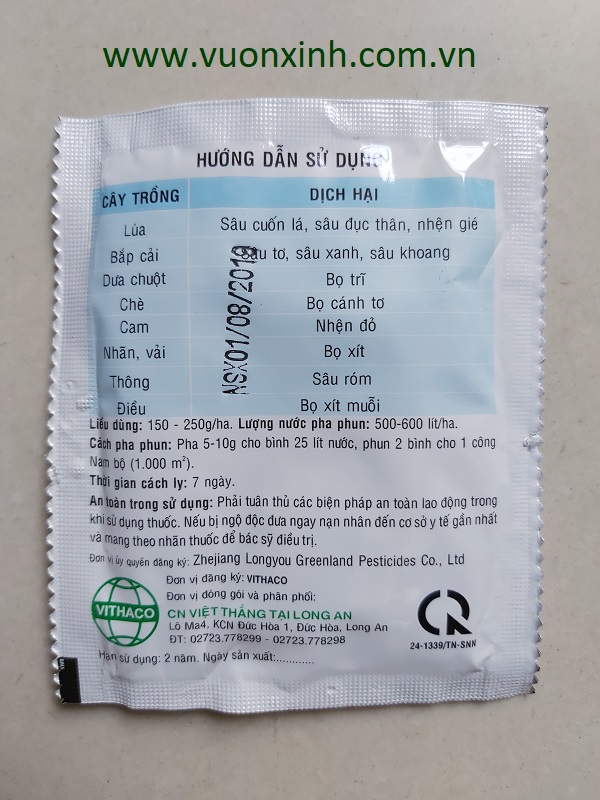 www.vuonxinh.com.vn
HƯỚNG DẪN SỬ DỤNG
CÂY TRỒNG DỊCH HẠI
Lúa Sâu cuốn lá, sâu đục thân, nhện gié
Bắp cải Sâu tơ, sâu xanh, sâu khoang
Dưa chuột Bọ trĩ
Chè Bọ cánh tơ
Cam Nhện đỏ
Nhãn, vải Bọ xít
Thông Sâu róm
Điều Bọ xít muỗi
NSX01/08/2019
Liều dùng: 150 - 250g/ha. Lượng nước pha phun: 500-600 lít/ha.
Cách pha phun: Pha 5-10g cho bình 25 lít nước, phun 2 bình cho 1 công
Nam bộ (1.000 m²).
Thời gian cách ly: 7 ngày.
An toàn trong sử dụng: Phải tuân thủ các biện pháp an toàn lao động trong
khi sử dụng thuốc. Nếu bị ngộ độc đưa ngay nạn nhân đến cơ sở y tế gần nhất
và mang theo nhãn thuốc để bác sỹ điều trị.
Đơn vị ủy quyền đăng ký: Zhejiang Longyou Greenland Pesticides Co., Ltd
Đơn vị đăng ký: VITHACO
Đơn vị đóng gói và phân phối:
VITHACO
CN VIỆT THẮNG TẠI LONG AN
Lô Ma4, KCN Đức Hòa 1, Đức Hòa, Long An
ĐT: 02723.778299 - 02723.778298
24-1339/TN-SNN
Hạn sử dụng: 2 năm. Ngày sản xuất:............